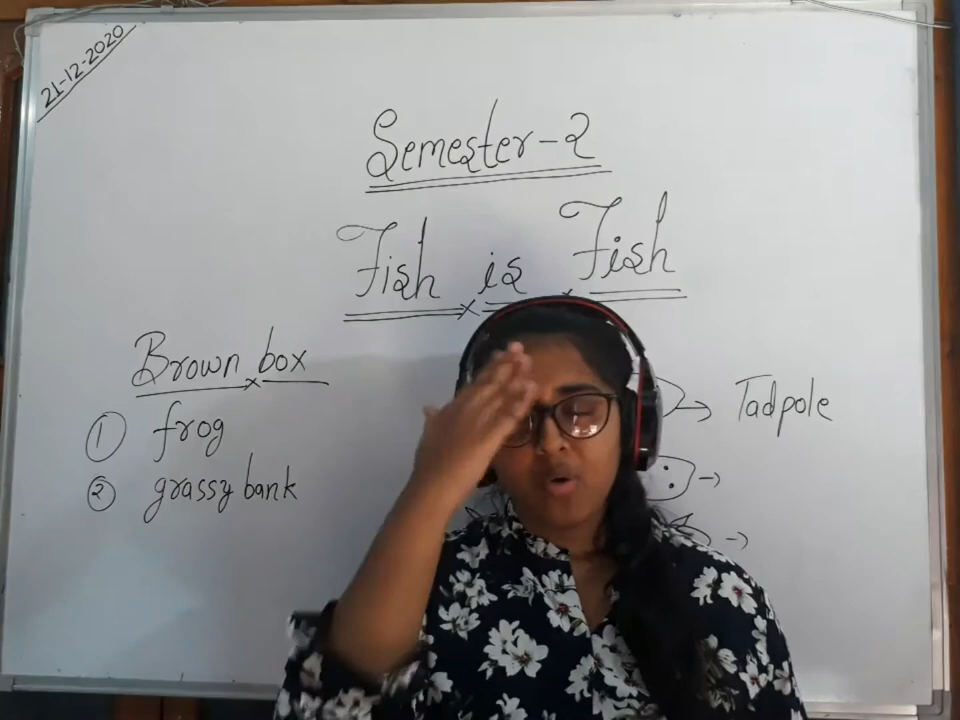 21-12-2020
Semester-2
Fish is Fish
Brown box
① frog
② grassy bank
→ Tadpole
→
→